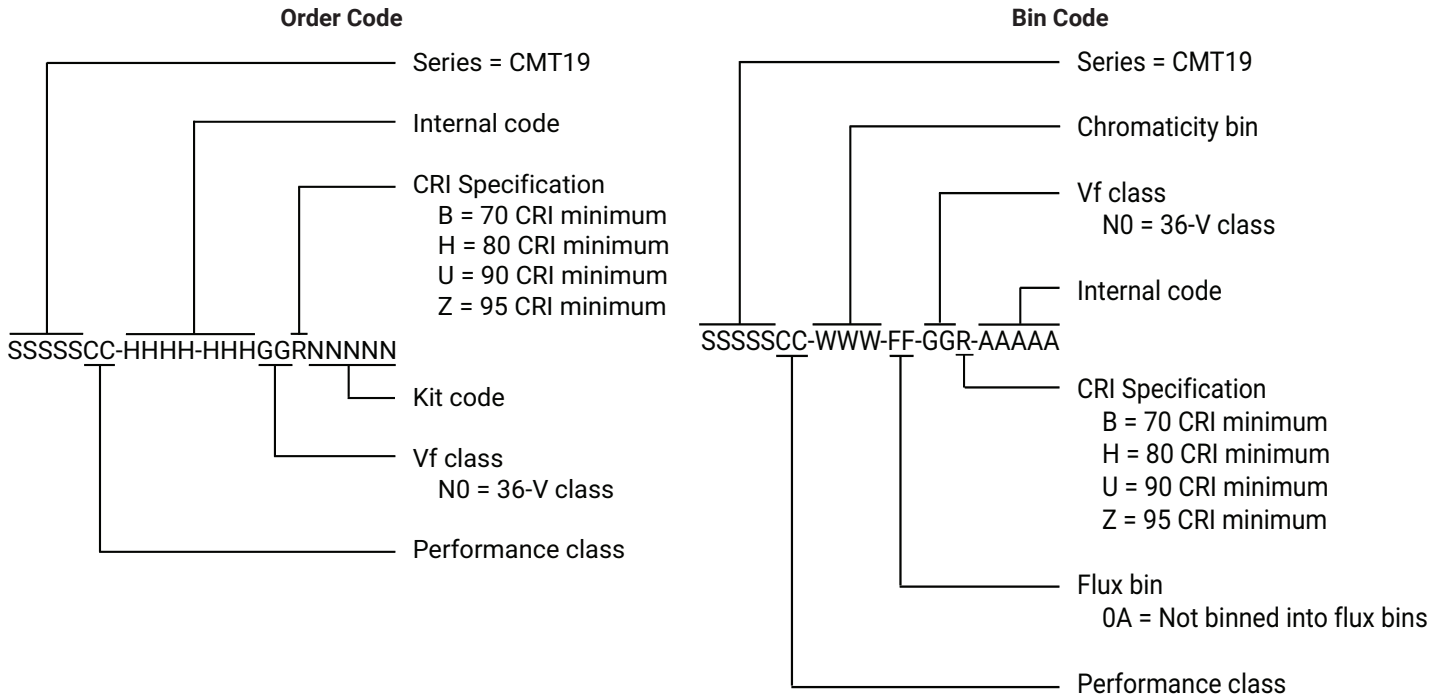 Order Code
Series = CMT19
Internal code
CRI Specification
B = 70 CRI minimum
H = 80 CRI minimum
U = 90 CRI minimum
Z = 95 CRI minimum
SSSSSCC-HHHH-HHHGGRNNNNN
Kit code
Vf class
N0 = 36-V class
Performance class
Bin Code
Series = CMT19
Chromaticity bin
Vf class
N0 = 36-V class
Internal code
SSSSSCC-WWW-FF-GGR-AAAAA
CRI Specification
B = 70 CRI minimum
H = 80 CRI minimum
U = 90 CRI minimum
Z = 95 CRI minimum
Flux bin
0A = Not binned into flux bins
Performance class